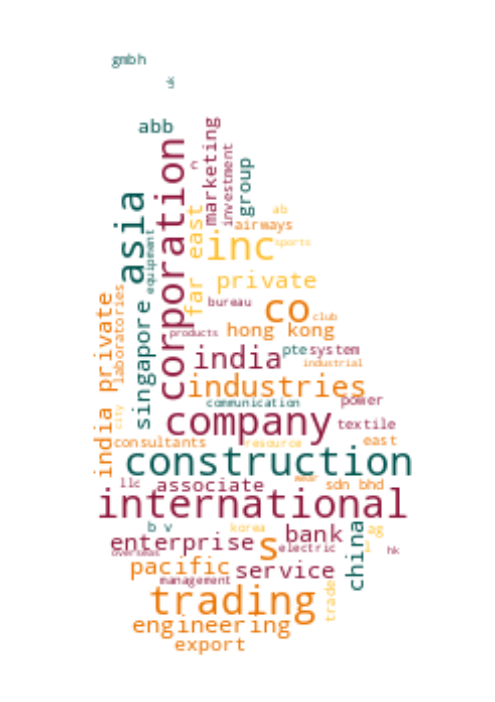 gmbh
uk
abb
marketing
corporation
investment
n
group
asia
ab
airways
east
far
inc
sports
equipment
private
laboratories
india private
singapore
bureau
co
club
products
hong kong
india
pte
system
industrial
industries
communication
power
city
company
textile
consultants
resource
east
construction
llc
associate
wear
sdn bhd
international
b v
korea
ag
enterprise
s
bank
china
overseas
electric
l
hk
pacific
service
management
trading
trade
engineering
export